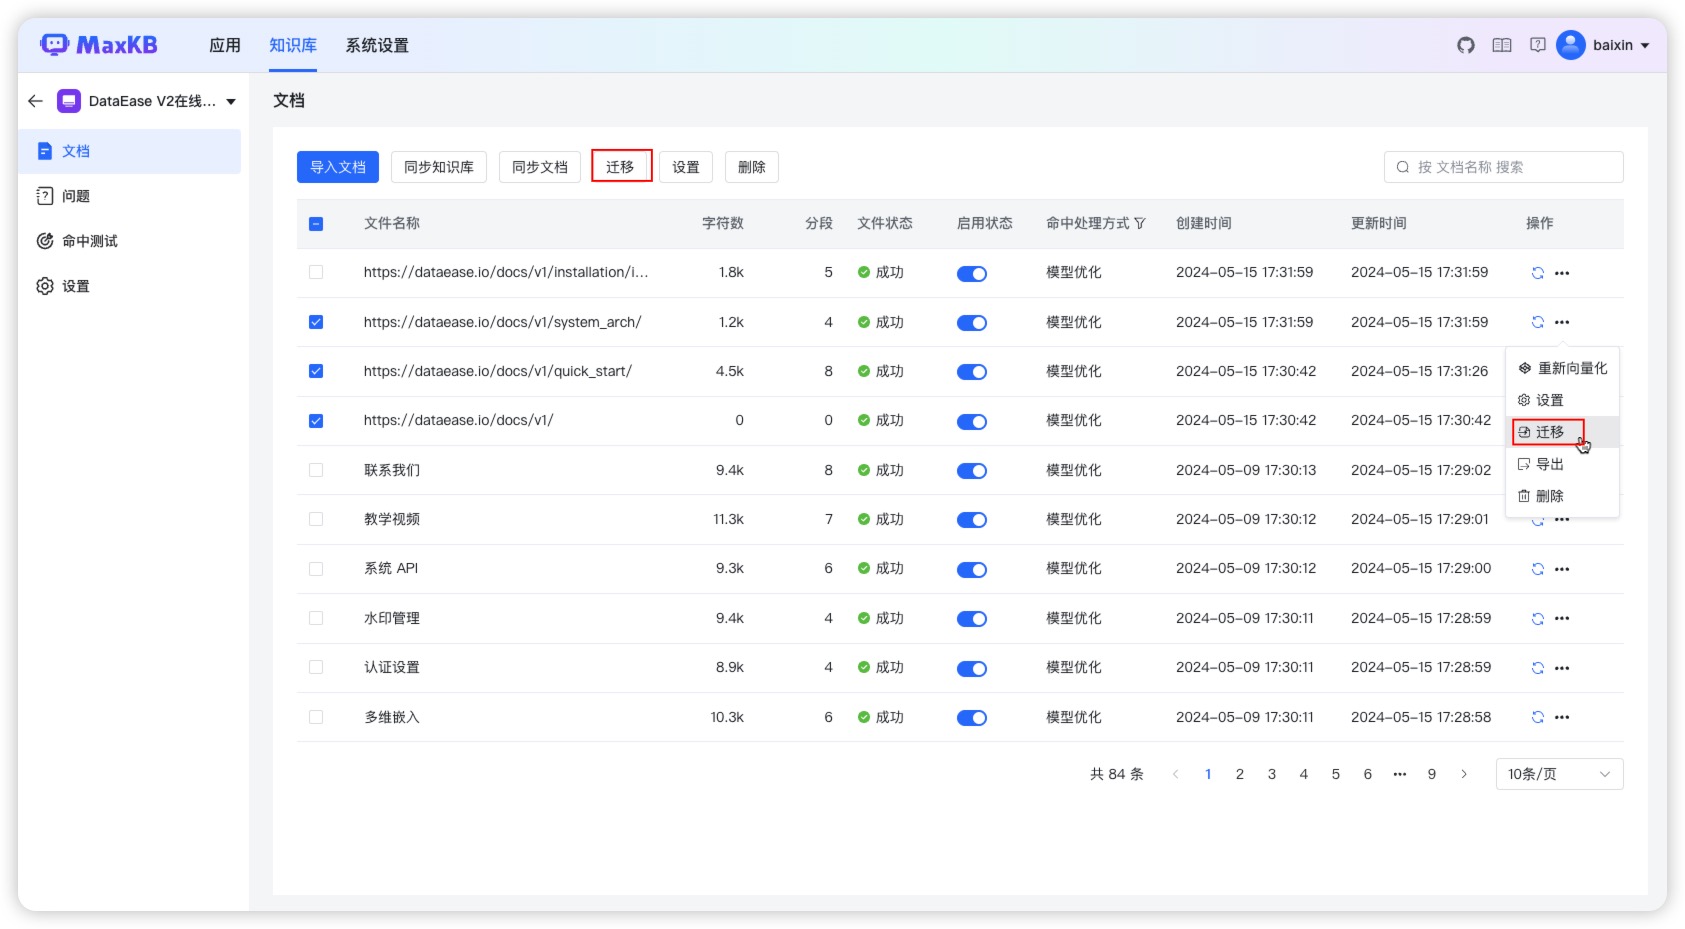 MaxKB 应用 知识库 系统设置 baixin
DataEase V2在线...
文档
问题
命中测试
设置
文档
导入文档 同步知识库 同步文档 迁移 设置 删除 按 文档名称 搜索
文件名称 字符数 分段 文件状态 启用状态 命中处理方式 创建时间 更新时间 操作
https://dataease.io/docs/v1/installation/i... 1.8k 5 成功 模型优化 2024-05-15 17:31:59 2024-05-15 17:31:59
https://dataease.io/docs/v1/system_arch/ 1.2k 4 成功 模型优化 2024-05-15 17:31:59 2024-05-15 17:31:59
https://dataease.io/docs/v1/quick_start/ 4.5k 8 成功 模型优化 2024-05-15 17:30:42 2024-05-15 17:31:26
https://dataease.io/docs/v1/ 0 0 成功 模型优化 2024-05-15 17:30:42 2024-05-15 17:30:42
联系我们 9.4k 8 成功 模型优化 2024-05-09 17:30:13 2024-05-15 17:29:02
教学视频 11.3k 7 成功 模型优化 2024-05-09 17:30:12 2024-05-15 17:29:01
系统 API 9.3k 6 成功 模型优化 2024-05-09 17:30:12 2024-05-15 17:29:00
水印管理 9.4k 4 成功 模型优化 2024-05-09 17:30:11 2024-05-15 17:28:59
认证设置 8.9k 4 成功 模型优化 2024-05-09 17:30:11 2024-05-15 17:28:59
多维嵌入 10.3k 6 成功 模型优化 2024-05-09 17:30:11 2024-05-15 17:28:58
重新向量化
设置
迁移
导出
删除
共 84 条 1 2 3 4 5 6 ... 9 10条/页